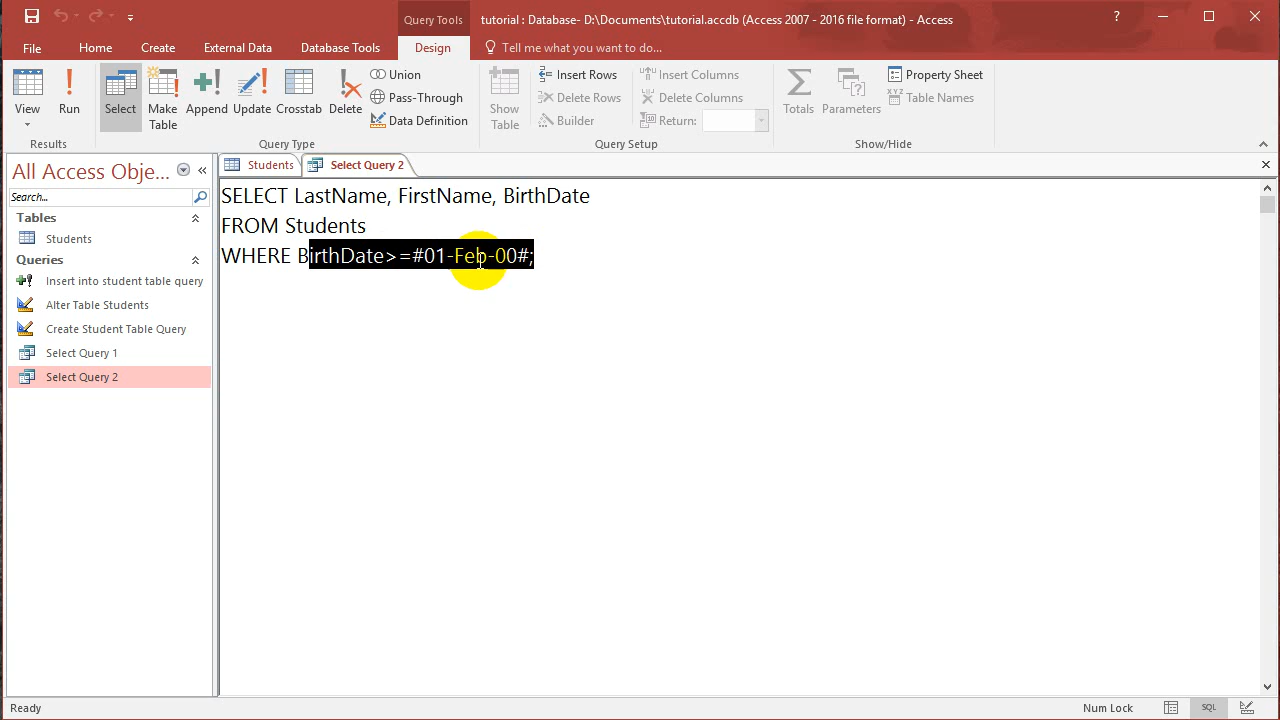 Query Tools
tutorial : Database- D:\Documents\tutorial.accdb (Access 2007 - 2016 file format) - Access
?
File Home Create External Data Database Tools Design Tell me what you want to do...
View
Run
Results
Select
Make Table
Append
Update
Crosstab
Delete
Union
Pass-Through
Data Definition
Query Type
Show Table
Insert Rows
Delete Rows
Builder
Insert Columns
Delete Columns
Return:
Query Setup
Totals
Parameters
Property Sheet
Table Names
Show/Hide
All Access Obje...
Search...
Tables
Students
Queries
Insert into student table query
Alter Table Students
Create Student Table Query
Select Query 1
Select Query 2
Students
Select Query 2
SELECT LastName, FirstName, BirthDate
FROM Students
WHERE BirthDate>=#01-Feb-00#;
Ready
Num Lock
SQL